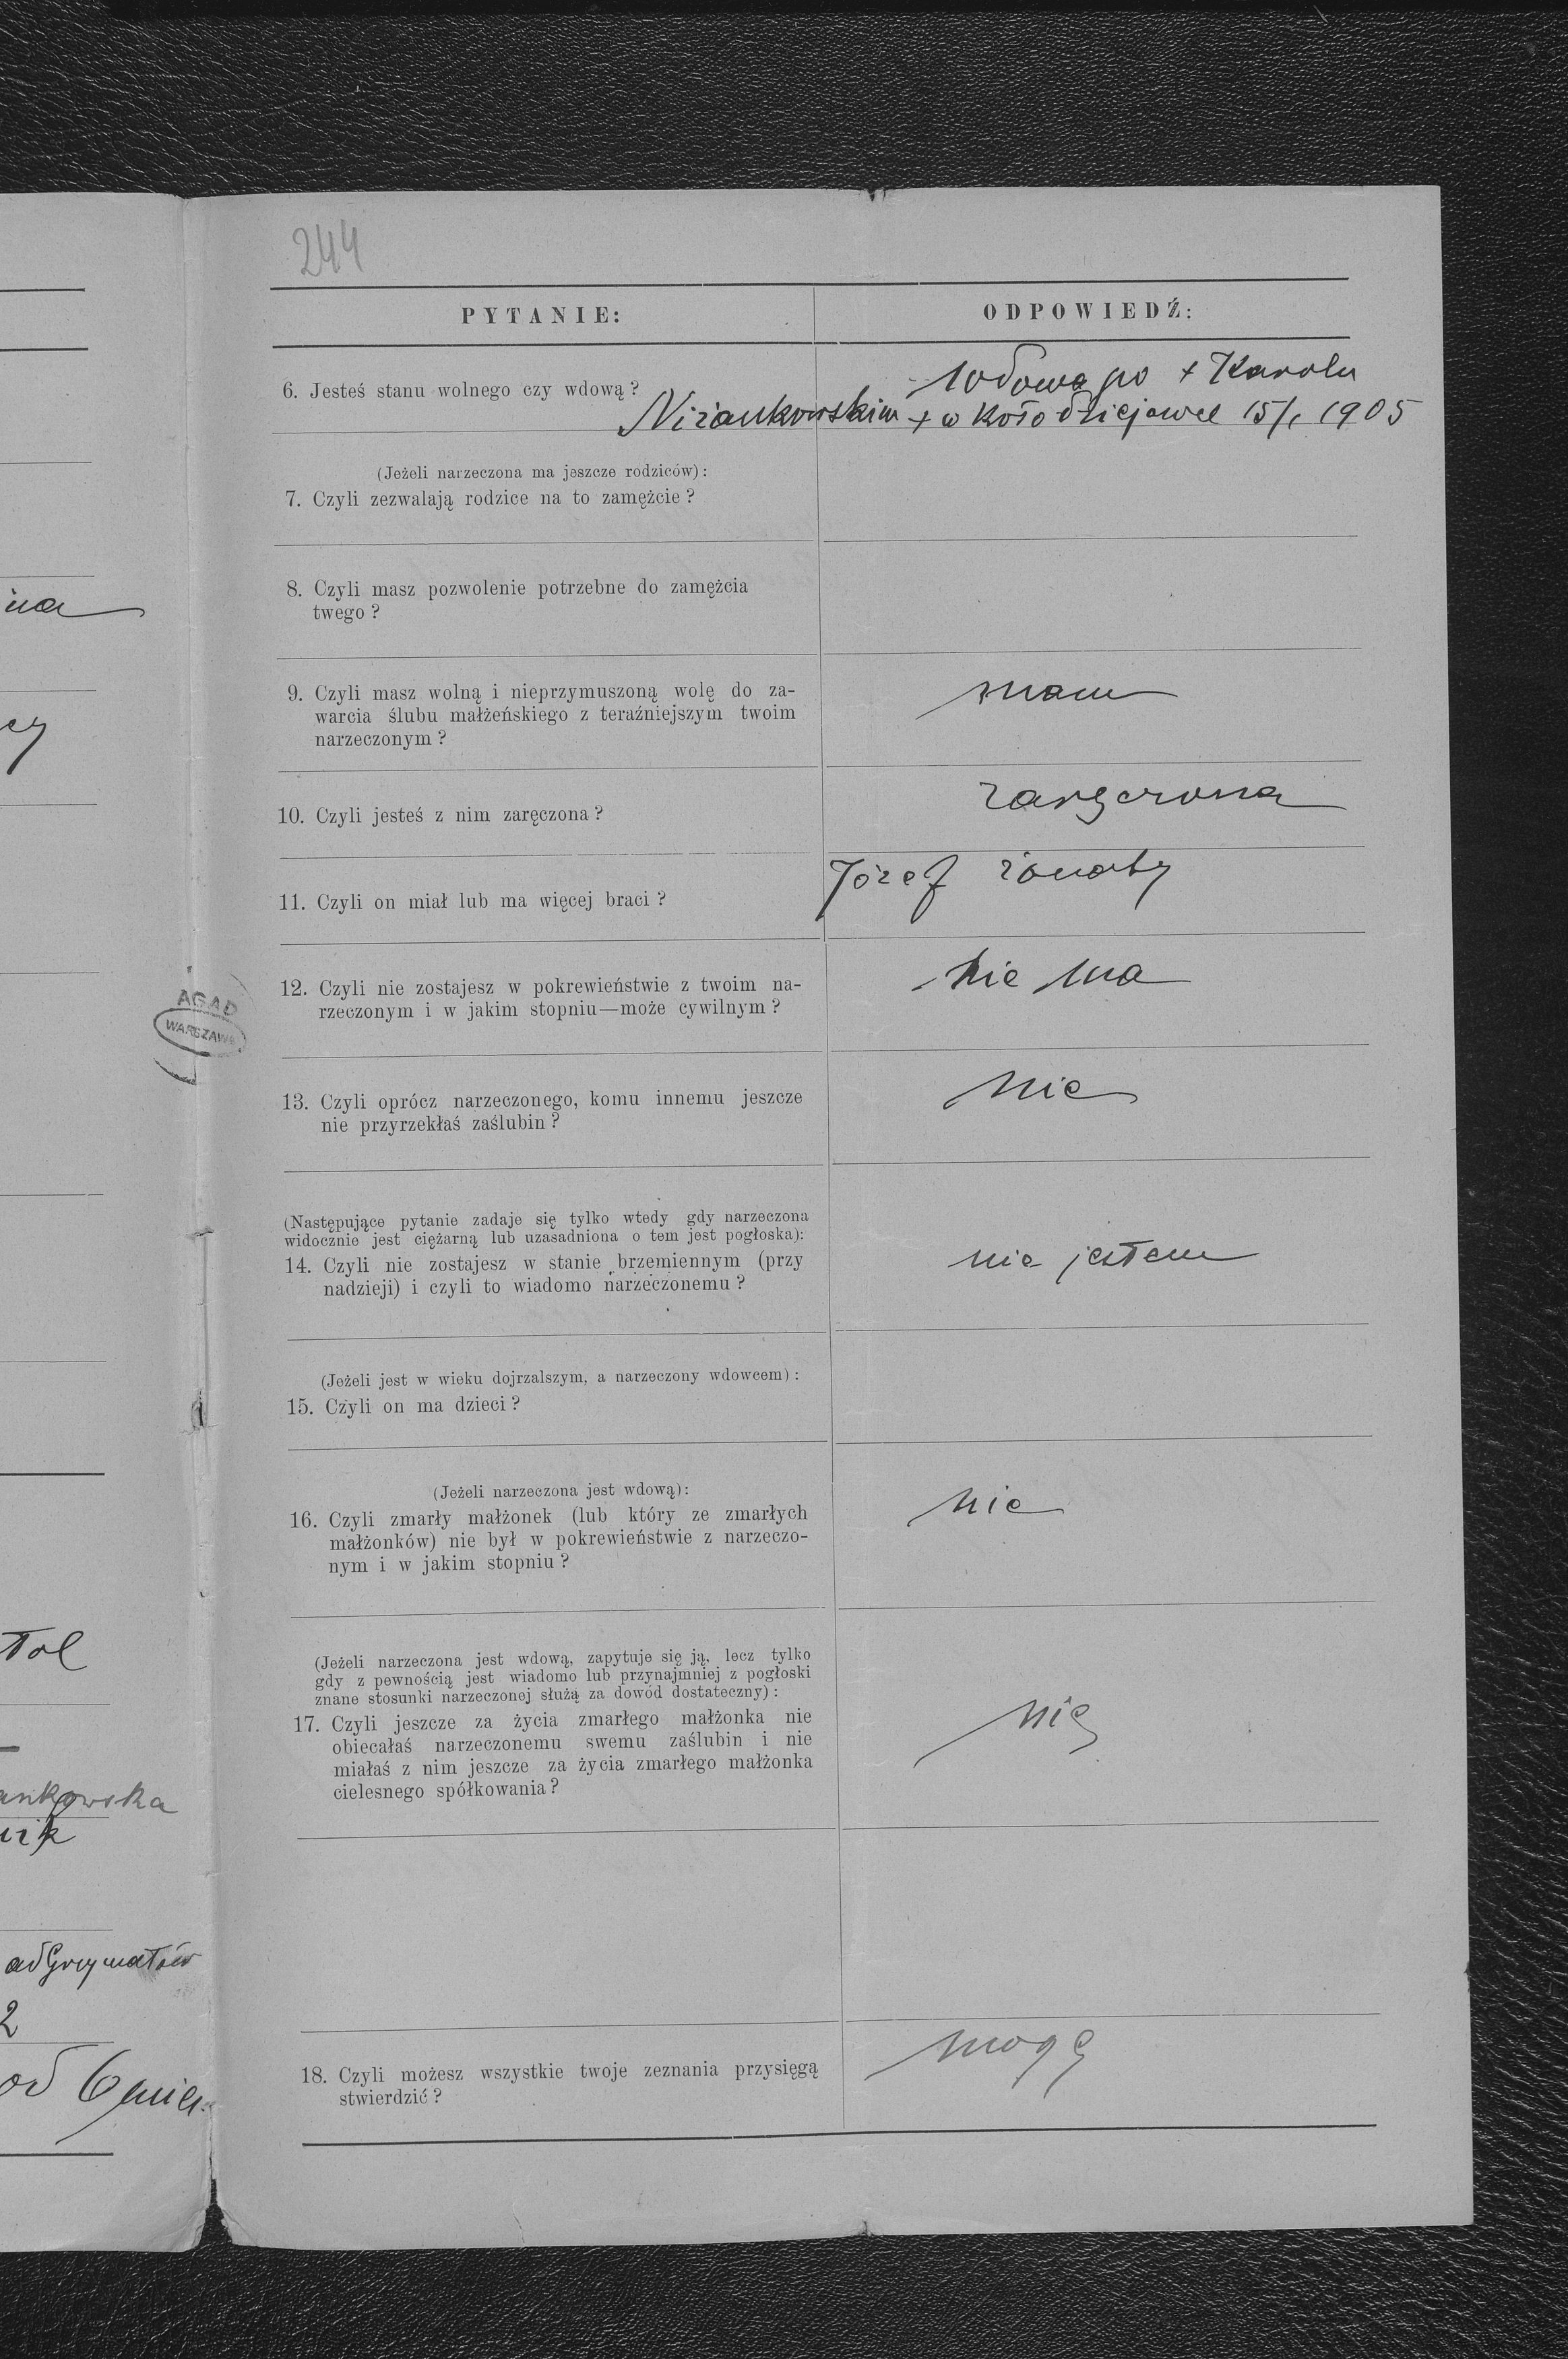 244
PYTANIE:
ODPOWIEDŹ:
6. Jesteś stanu wolnego czy wdową?
wdowa po + Karolu
Niżankowskim + w Kołodziejówce 15/1 1905
(Jeżeli narzeczona ma jeszcze rodziców):
7. Czyli zezwalają rodzice na to zamężcie?
8. Czyli masz pozwolenie potrzebne do zamężcia
twego?
9. Czyli masz wolną i nieprzymuszoną wolę do za-
warcia ślubu małżeńskiego z teraźniejszym twoim
narzeczonym?
mam
10. Czyli jesteś z nim zaręczona?
zaręczona
11. Czyli on miał lub ma więcej braci?
Józef żonaty
12. Czyli nie zostajesz w pokrewieństwie z twoim na-
rzeczonym i w jakim stopniu—może cywilnym?
nie ma
13. Czyli oprócz narzeczonego, komu innemu jeszcze
nie przyrzekłaś zaślubin?
nie
(Następujące pytanie zadaje się tylko wtedy gdy narzeczona
widocznie jest ciężarną lub uzasadniona o tem jest pogłoska):
14. Czyli nie zostajesz w stanie brzemiennym (przy
nadzieji) i czyli to wiadomo narzeczonemu?
nie jestem
(Jeżeli jest w wieku dojrzalszym, a narzeczony wdowcem):
15. Czyli on ma dzieci?
(Jeżeli narzeczona jest wdową):
16. Czyli zmarły małżonek (lub który ze zmarłych
małżonków) nie był w pokrewieństwie z narzeczo-
nym i w jakim stopniu?
nie
(Jeżeli narzeczona jest wdową, zapytuje się ją. lecz tylko
gdy z pewnością jest wiadomo lub przynajmniej z pogłoski
znane stosunki narzeczonej służą za dowód dostateczny):
17. Czyli jeszcze za życia zmarłego małżonka nie
obiecałaś narzeczonemu swemu zaślubin i nie
miałaś z nim jeszcze za życia zmarłego małżonka
cielesnego spółkowania?
nie
18. Czyli możesz wszystkie twoje zeznania przysięgą
stwierdzić?
mogę
AGAD
WARSZAWA
ankowska
ad Grzymałów
2
od 6